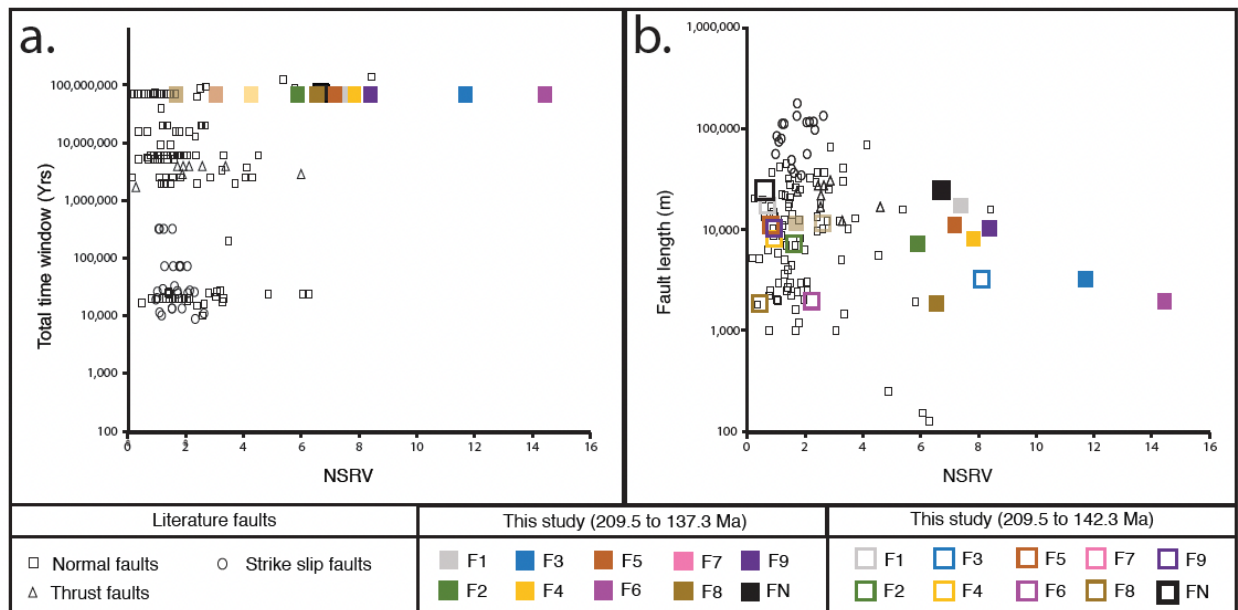 a.
Total time window (Yrs)
100,000,000
10,000,000
1,000,000
100,000
10,000
1,000
100
0 2 4 6 8 10 12 14 16
NSRV
b.
Fault length (m)
1,000,000
100,000
10,000
1,000
100
0 2 4 6 8 10 12 14 16
NSRV
Literature faults
Normal faults Strike slip faults
Thrust faults
This study (209.5 to 137.3 Ma)
F1 F3 F5 F7 F9
F2 F4 F6 F8 FN
This study (209.5 to 142.3 Ma)
F1 F3 F5 F7 F9
F2 F4 F6 F8 FN